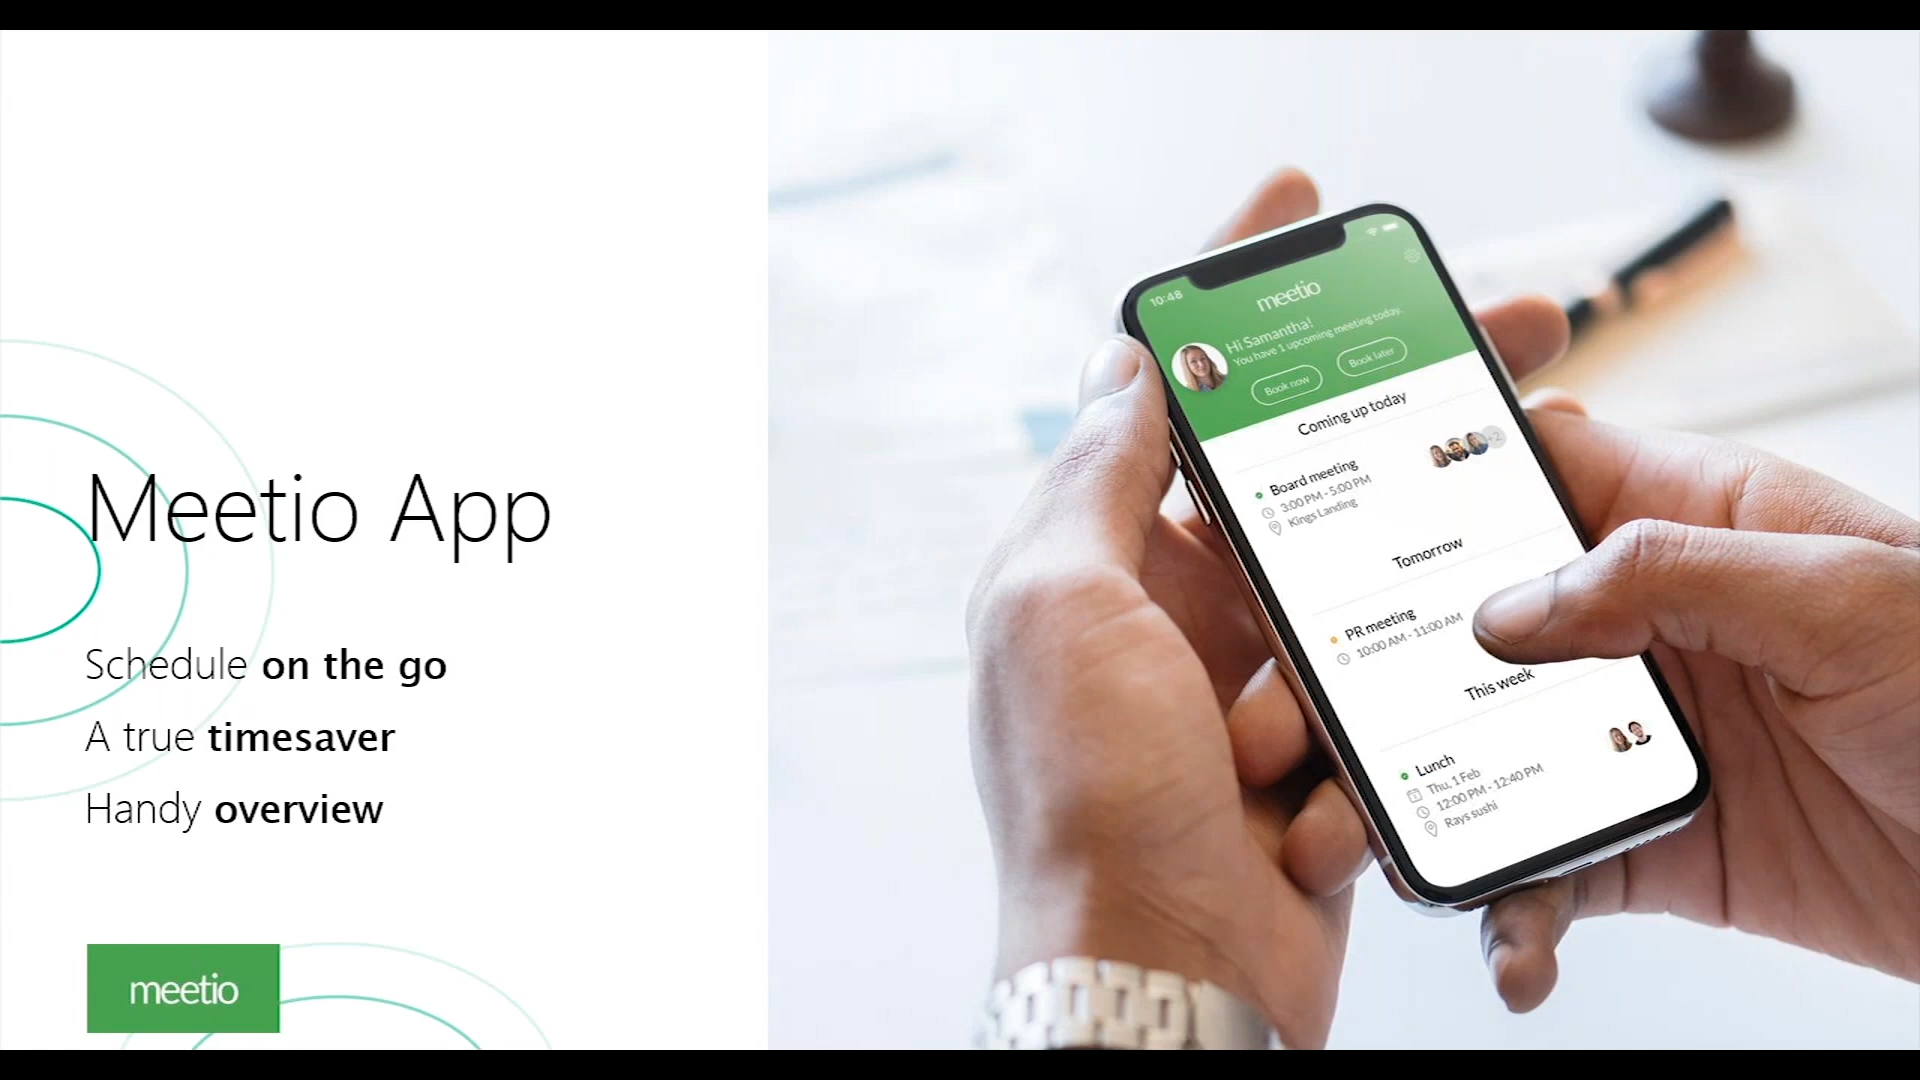 Meetio App
Schedule on the go
A true timesaver
Handy overview
meetio
10:48
meetio
Hi Samantha!
You have 1 upcoming meeting today.
Book now
Book later
Coming up today
Board meeting
+2
3:00 PM - 5:00 PM
Kings Landing
Tomorrow
PR meeting
10:00 AM - 11:00 AM
This week
Lunch
Thu, 1 Feb
12:00 PM - 12:40 PM
Rays sushi